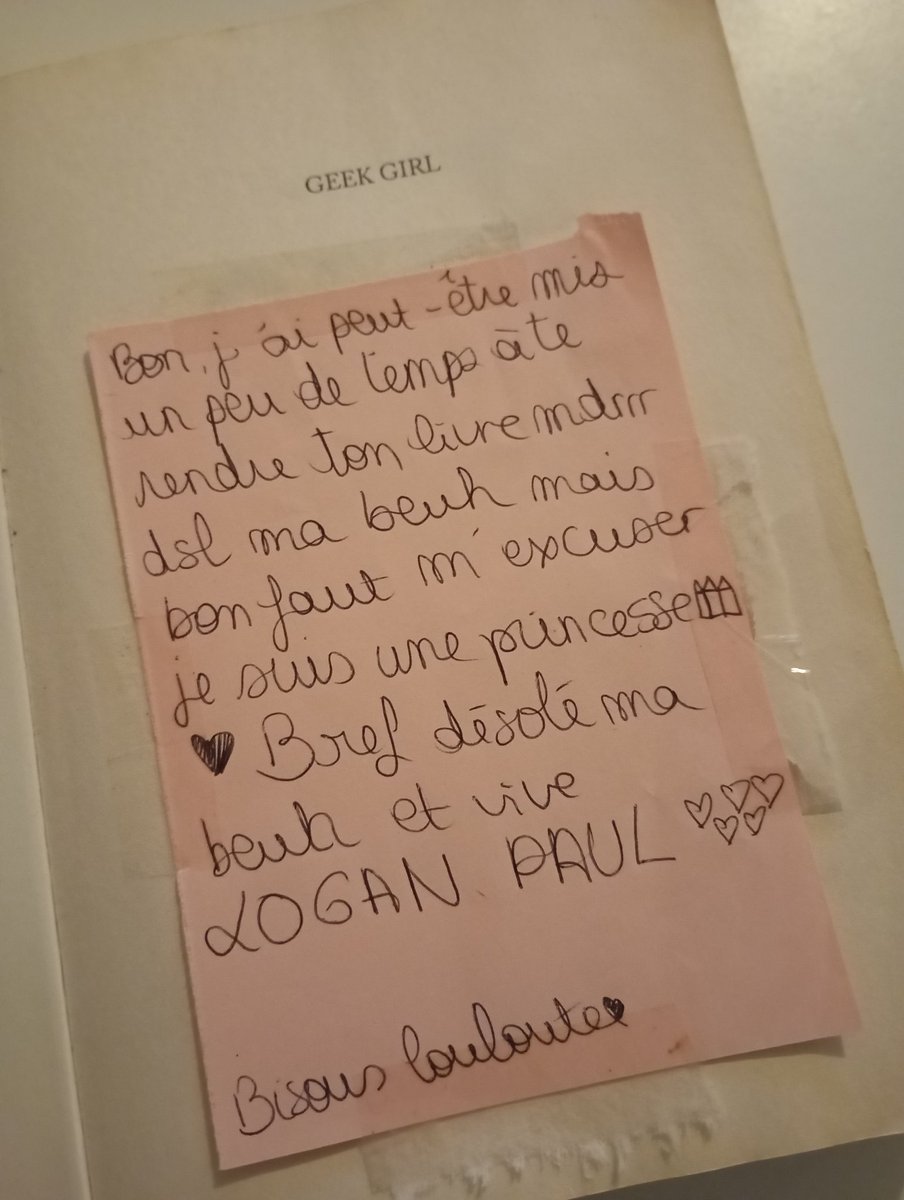 GEEK GIRL
Bon, j'ai peut-être mis
un peu de temps à te
rendre ton livre mdrrr
dsl ma beuh mais
bon faut m'excuser
je suis une princesse
♥ Bref désolé ma
beuh et vive
LOGAN PAUL ♡♡♡♡♡
Bisous louloute♥